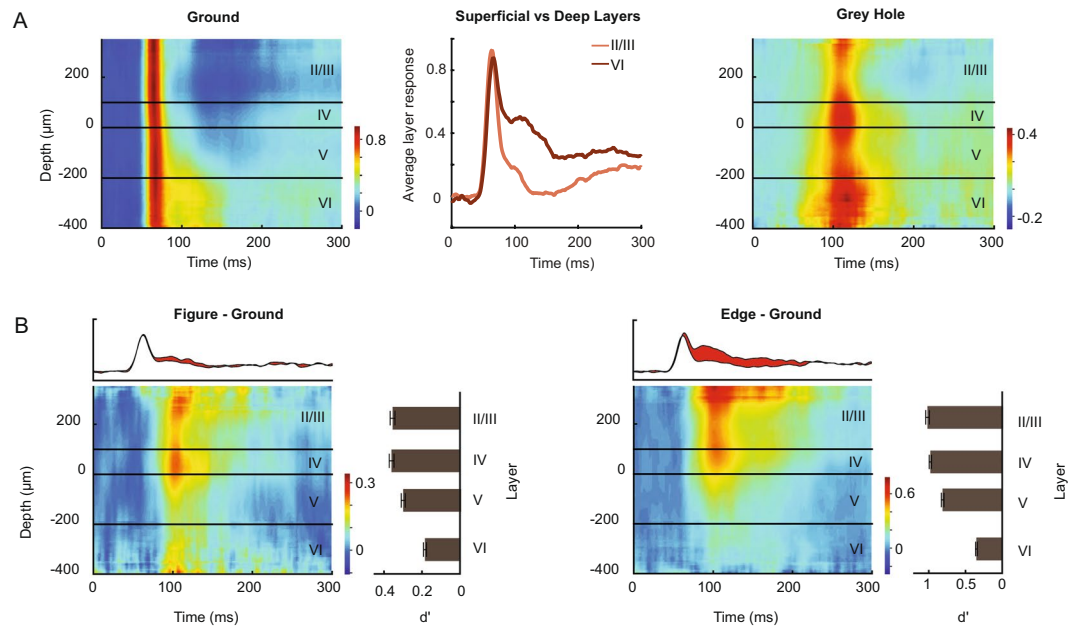 A
Ground
Superficial vs Deep Layers
Grey Hole
Depth (µm)
200
0
-200
-400
II/III
IV
V
VI
0.8
0.4
0
0
100
200
300
Time (ms)
Average layer response
0.8
0.4
0
II/III
VI
0
100
200
300
Time (ms)
200
0
-200
-400
II/III
IV
V
VI
0.4
0
-0.2
0
100
200
300
Time (ms)
B
Figure - Ground
Edge - Ground
Depth (µm)
200
0
-200
-400
II/III
IV
V
VI
0.3
0
0
100
200
300
Time (ms)
II/III
IV
V
VI
Layer
0.4
0.2
0
d'
200
0
-200
-400
II/III
IV
V
VI
0.6
0
0
100
200
300
Time (ms)
II/III
IV
V
VI
Layer
1
0.5
0
d'